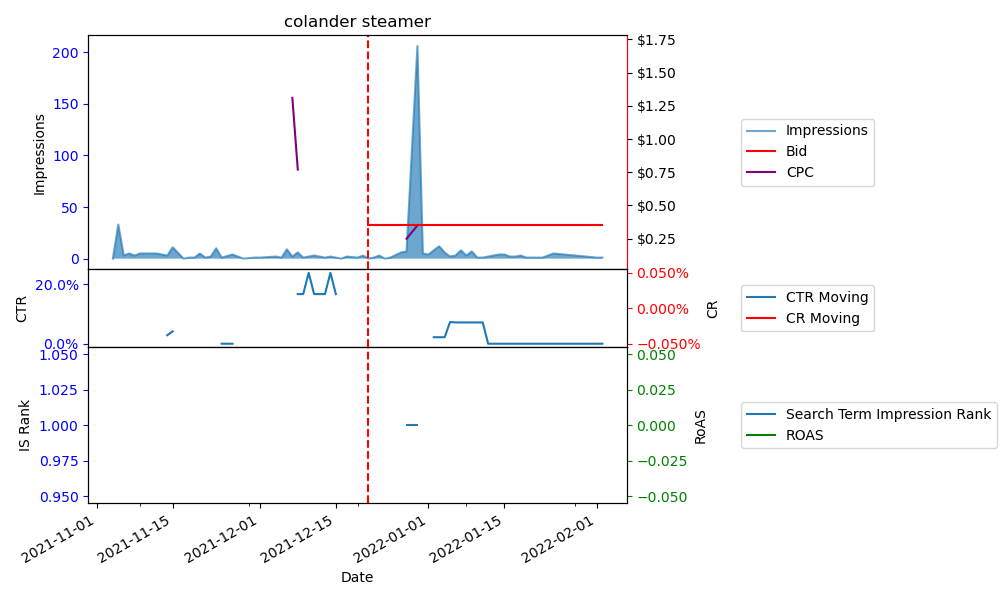 colander steamer
200
150
100
50
0
Impressions
$1.75
$1.50
$1.25
$1.00
$0.75
$0.50
$0.25
Impressions
Bid
CPC
20.0%
0.0%
CTR
0.050%
0.000%
−0.050%
CR
CTR Moving
CR Moving
1.050
1.025
1.000
0.975
0.950
IS Rank
0.050
0.025
0.000
−0.025
−0.050
RoAS
Search Term Impression Rank
ROAS
2021-11-01
2021-11-15
2021-12-01
2021-12-15
2022-01-01
2022-01-15
2022-02-01
Date